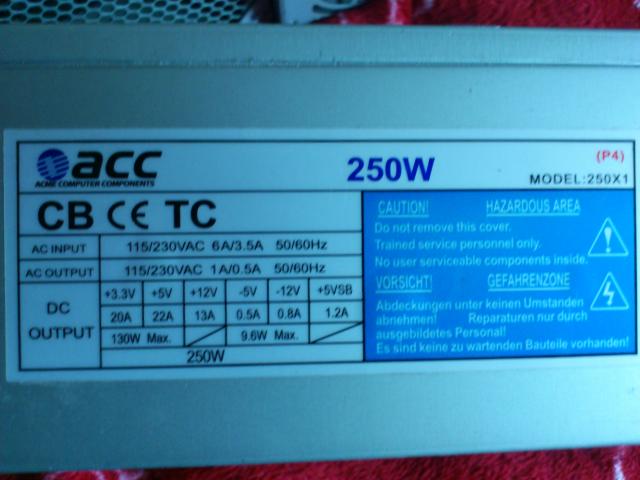 acc
ACME COMPUTER COMPONENTS
250W
(P4)
MODEL:250X1
CB CE TC
AC INPUT 115/230VAC 6A/3.5A 50/60Hz
AC OUTPUT 115/230VAC 1A/0.5A 50/60Hz
DC OUTPUT
+3.3V +5V +12V -5V -12V +5VSB
20A 22A 13A 0.5A 0.8A 1.2A
130W Max. 9.6W Max.
250W
CAUTION! HAZARDOUS AREA
Do not remove this cover.
Trained service personnel only.
No user serviceable components inside.
VORSICHT! GEFAHRENZONE
Abdeckungen unter keinen Umstanden
abnehmen! Reparaturen nur durch
ausgebildetes Personal!
Es sind keine zu wartenden Bauteile vorhanden!